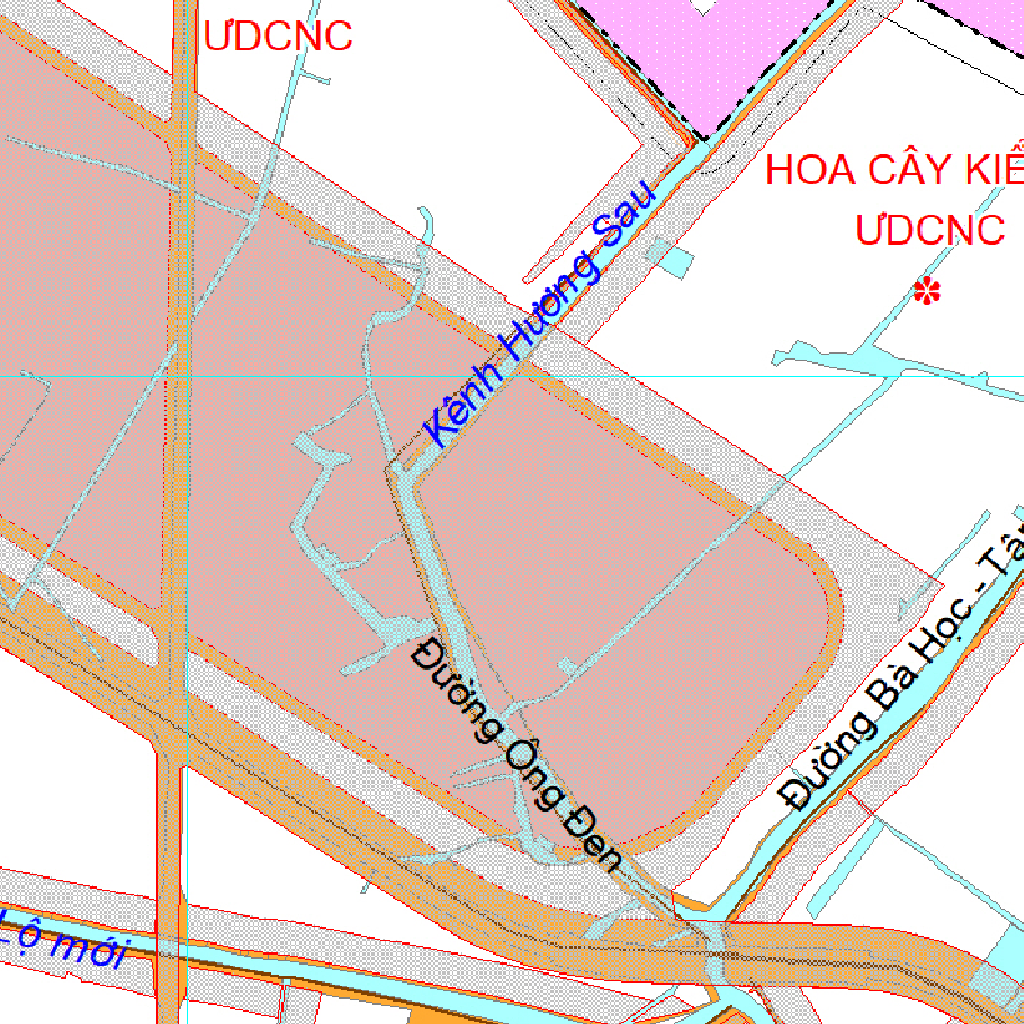 ƯDCNC
HOA CÂY KIỂ
ƯDCNC
Kênh Hương Sau
Đường Bà Học - Tân
Đường Ông Đen
Lộ mới